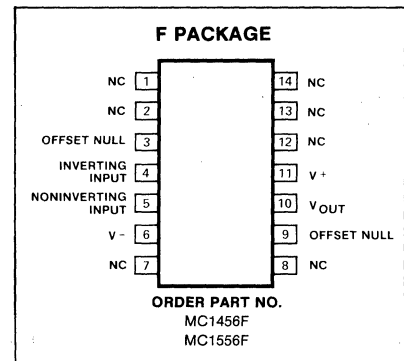 F PACKAGE
NC 1
14 NC
NC 2
13 NC
OFFSET NULL 3
12 NC
INVERTING
INPUT 4
11 V +
NONINVERTING
INPUT 5
10 VOUT
V - 6
9 OFFSET NULL
NC 7
8 NC
ORDER PART NO.
MC1456F
MC1556F